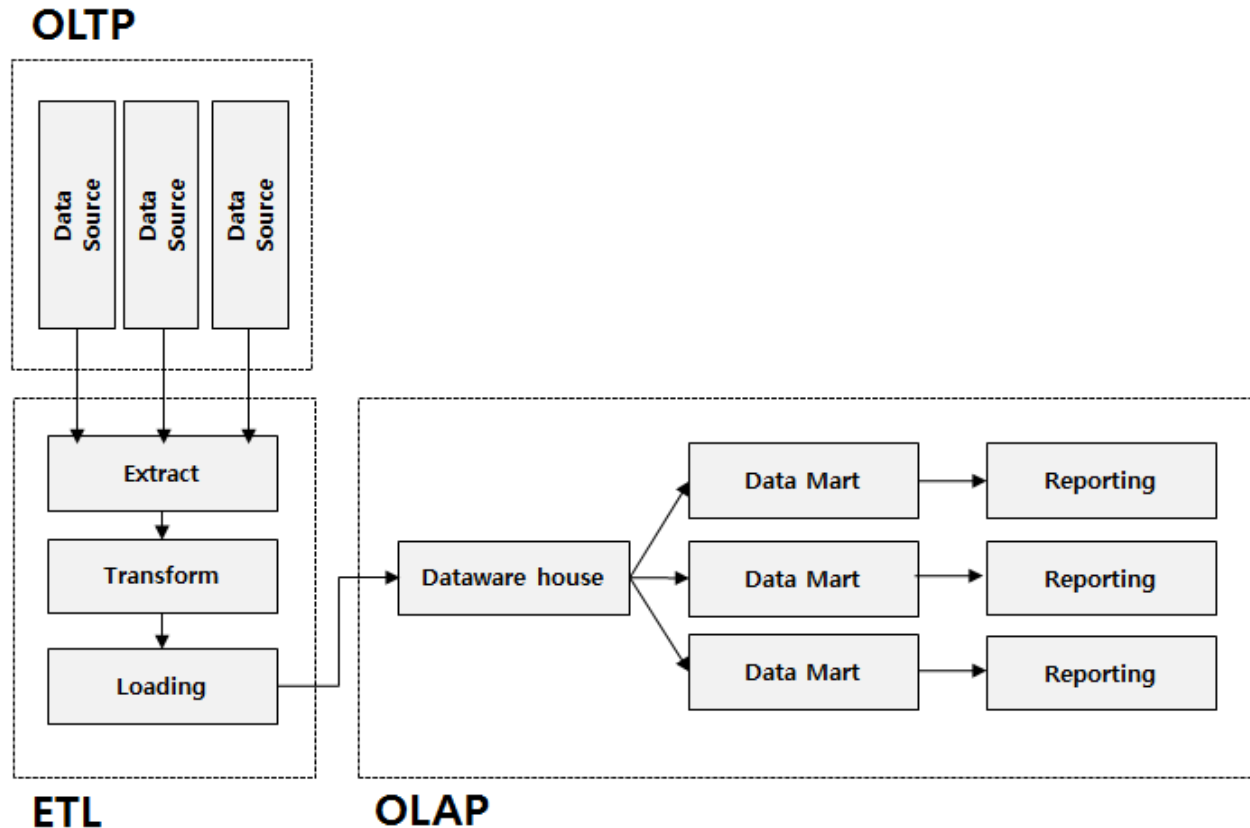 OLTP
Data
Source
Data
Source
Data
Source
Extract
Transform
Loading
ETL
Dataware house
Data Mart
Reporting
Data Mart
Reporting
Data Mart
Reporting
OLAP